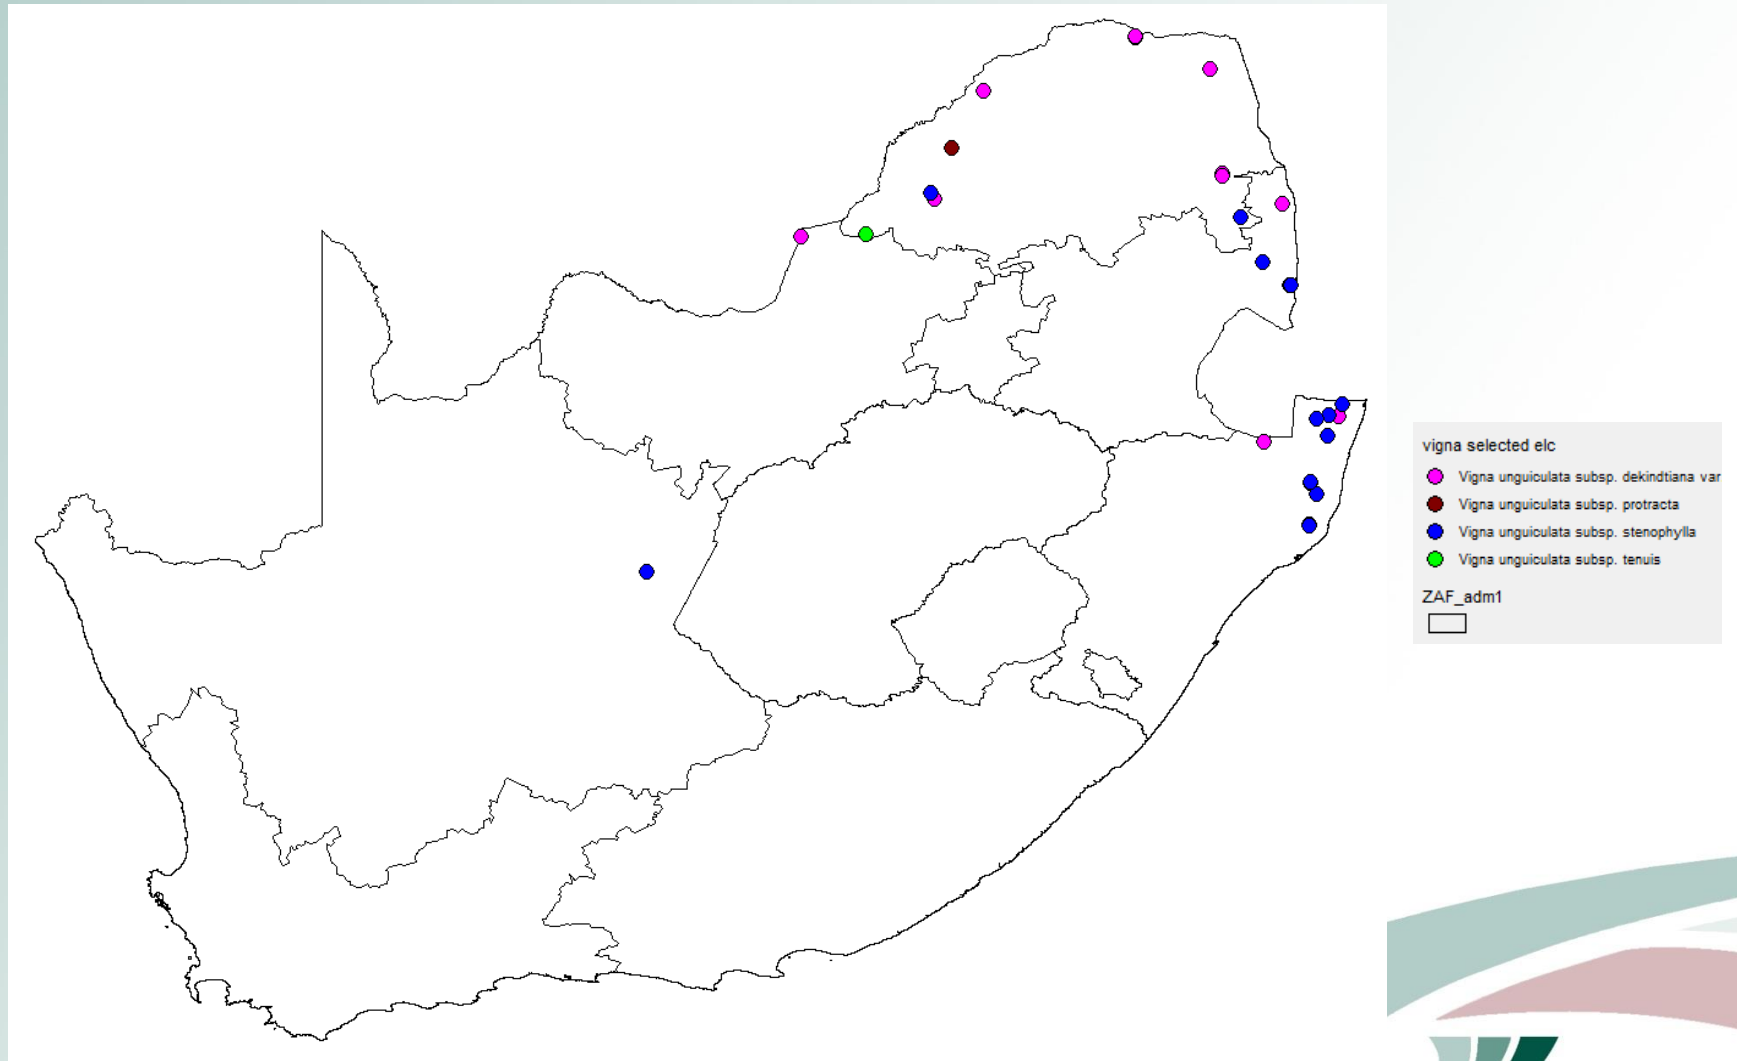 vigna selected elc
Vigna unguiculata subsp. dekindtiana var
Vigna unguiculata subsp. protracta
Vigna unguiculata subsp. stenophylla
Vigna unguiculata subsp. tenuis
ZAF_adm1